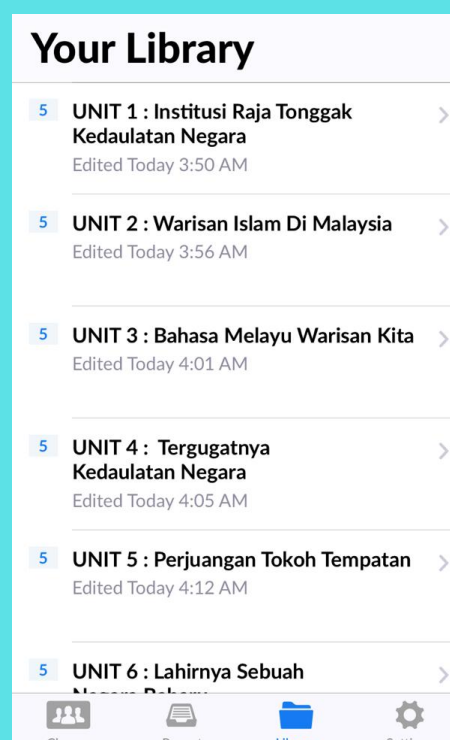 Your Library
5 UNIT 1 : Institusi Raja Tonggak
Kedaulatan Negara
Edited Today 3:50 AM
5 UNIT 2 : Warisan Islam Di Malaysia
Edited Today 3:56 AM
5 UNIT 3 : Bahasa Melayu Warisan Kita
Edited Today 4:01 AM
5 UNIT 4 : Tergugatnya
Kedaulatan Negara
Edited Today 4:05 AM
5 UNIT 5 : Perjuangan Tokoh Tempatan
Edited Today 4:12 AM
5 UNIT 6 : Lahirnya Sebuah